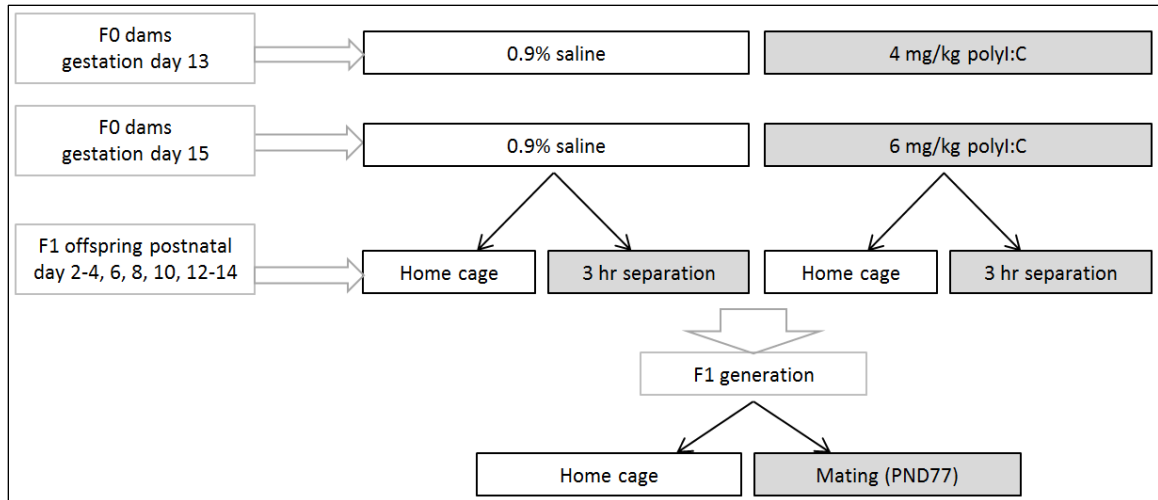 F0 dams
gestation day 13
0.9% saline
4 mg/kg polyI:C
F0 dams
gestation day 15
0.9% saline
6 mg/kg polyI:C
F1 offspring postnatal
day 2-4, 6, 8, 10, 12-14
Home cage
3 hr separation
Home cage
3 hr separation
F1 generation
Home cage
Mating (PND77)